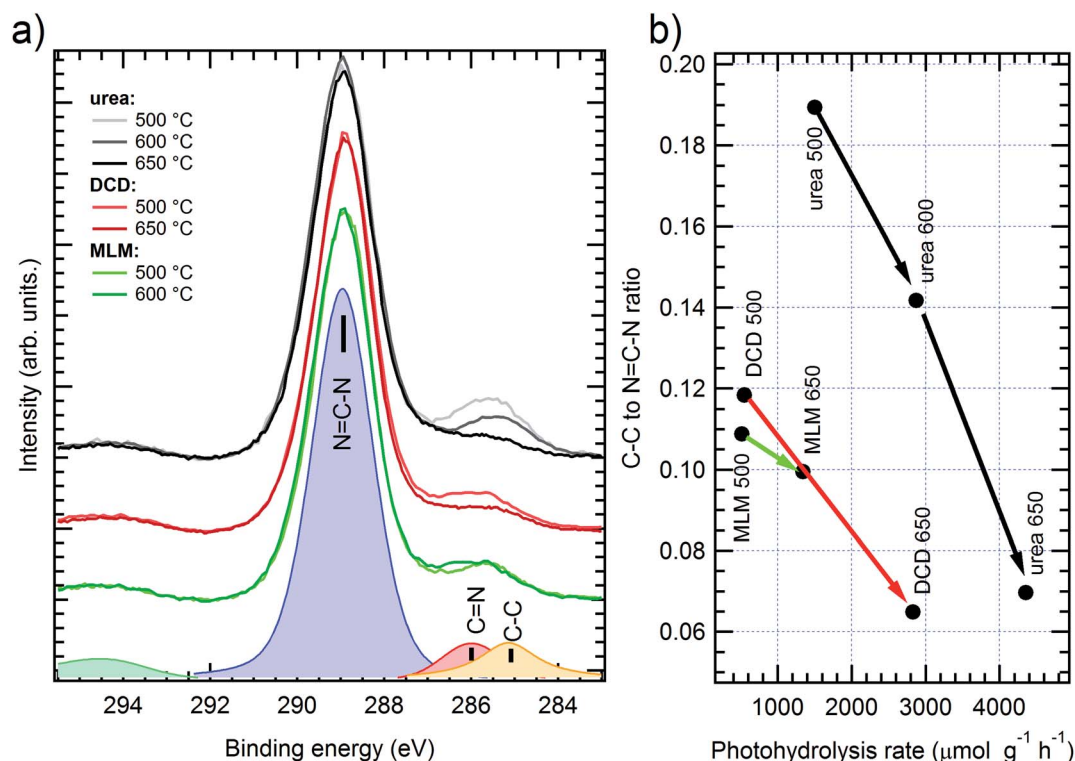 a)
urea:
500 °C
600 °C
650 °C
DCD:
500 °C
650 °C
MLM:
500 °C
600 °C
N=C-N
C=N
C-C
Intensity (arb. units.)
294 292 290 288 286 284
Binding energy (eV)
b)
0.20
0.18
0.16
0.14
0.12
0.10
0.08
0.06
C-C to N=C-N ratio
urea 500
urea 600
DCD 500
MLM 650
MLM 500
DCD 650
urea 650
1000 2000 3000 4000
Photohydrolysis rate (μmol g⁻¹ h⁻¹)